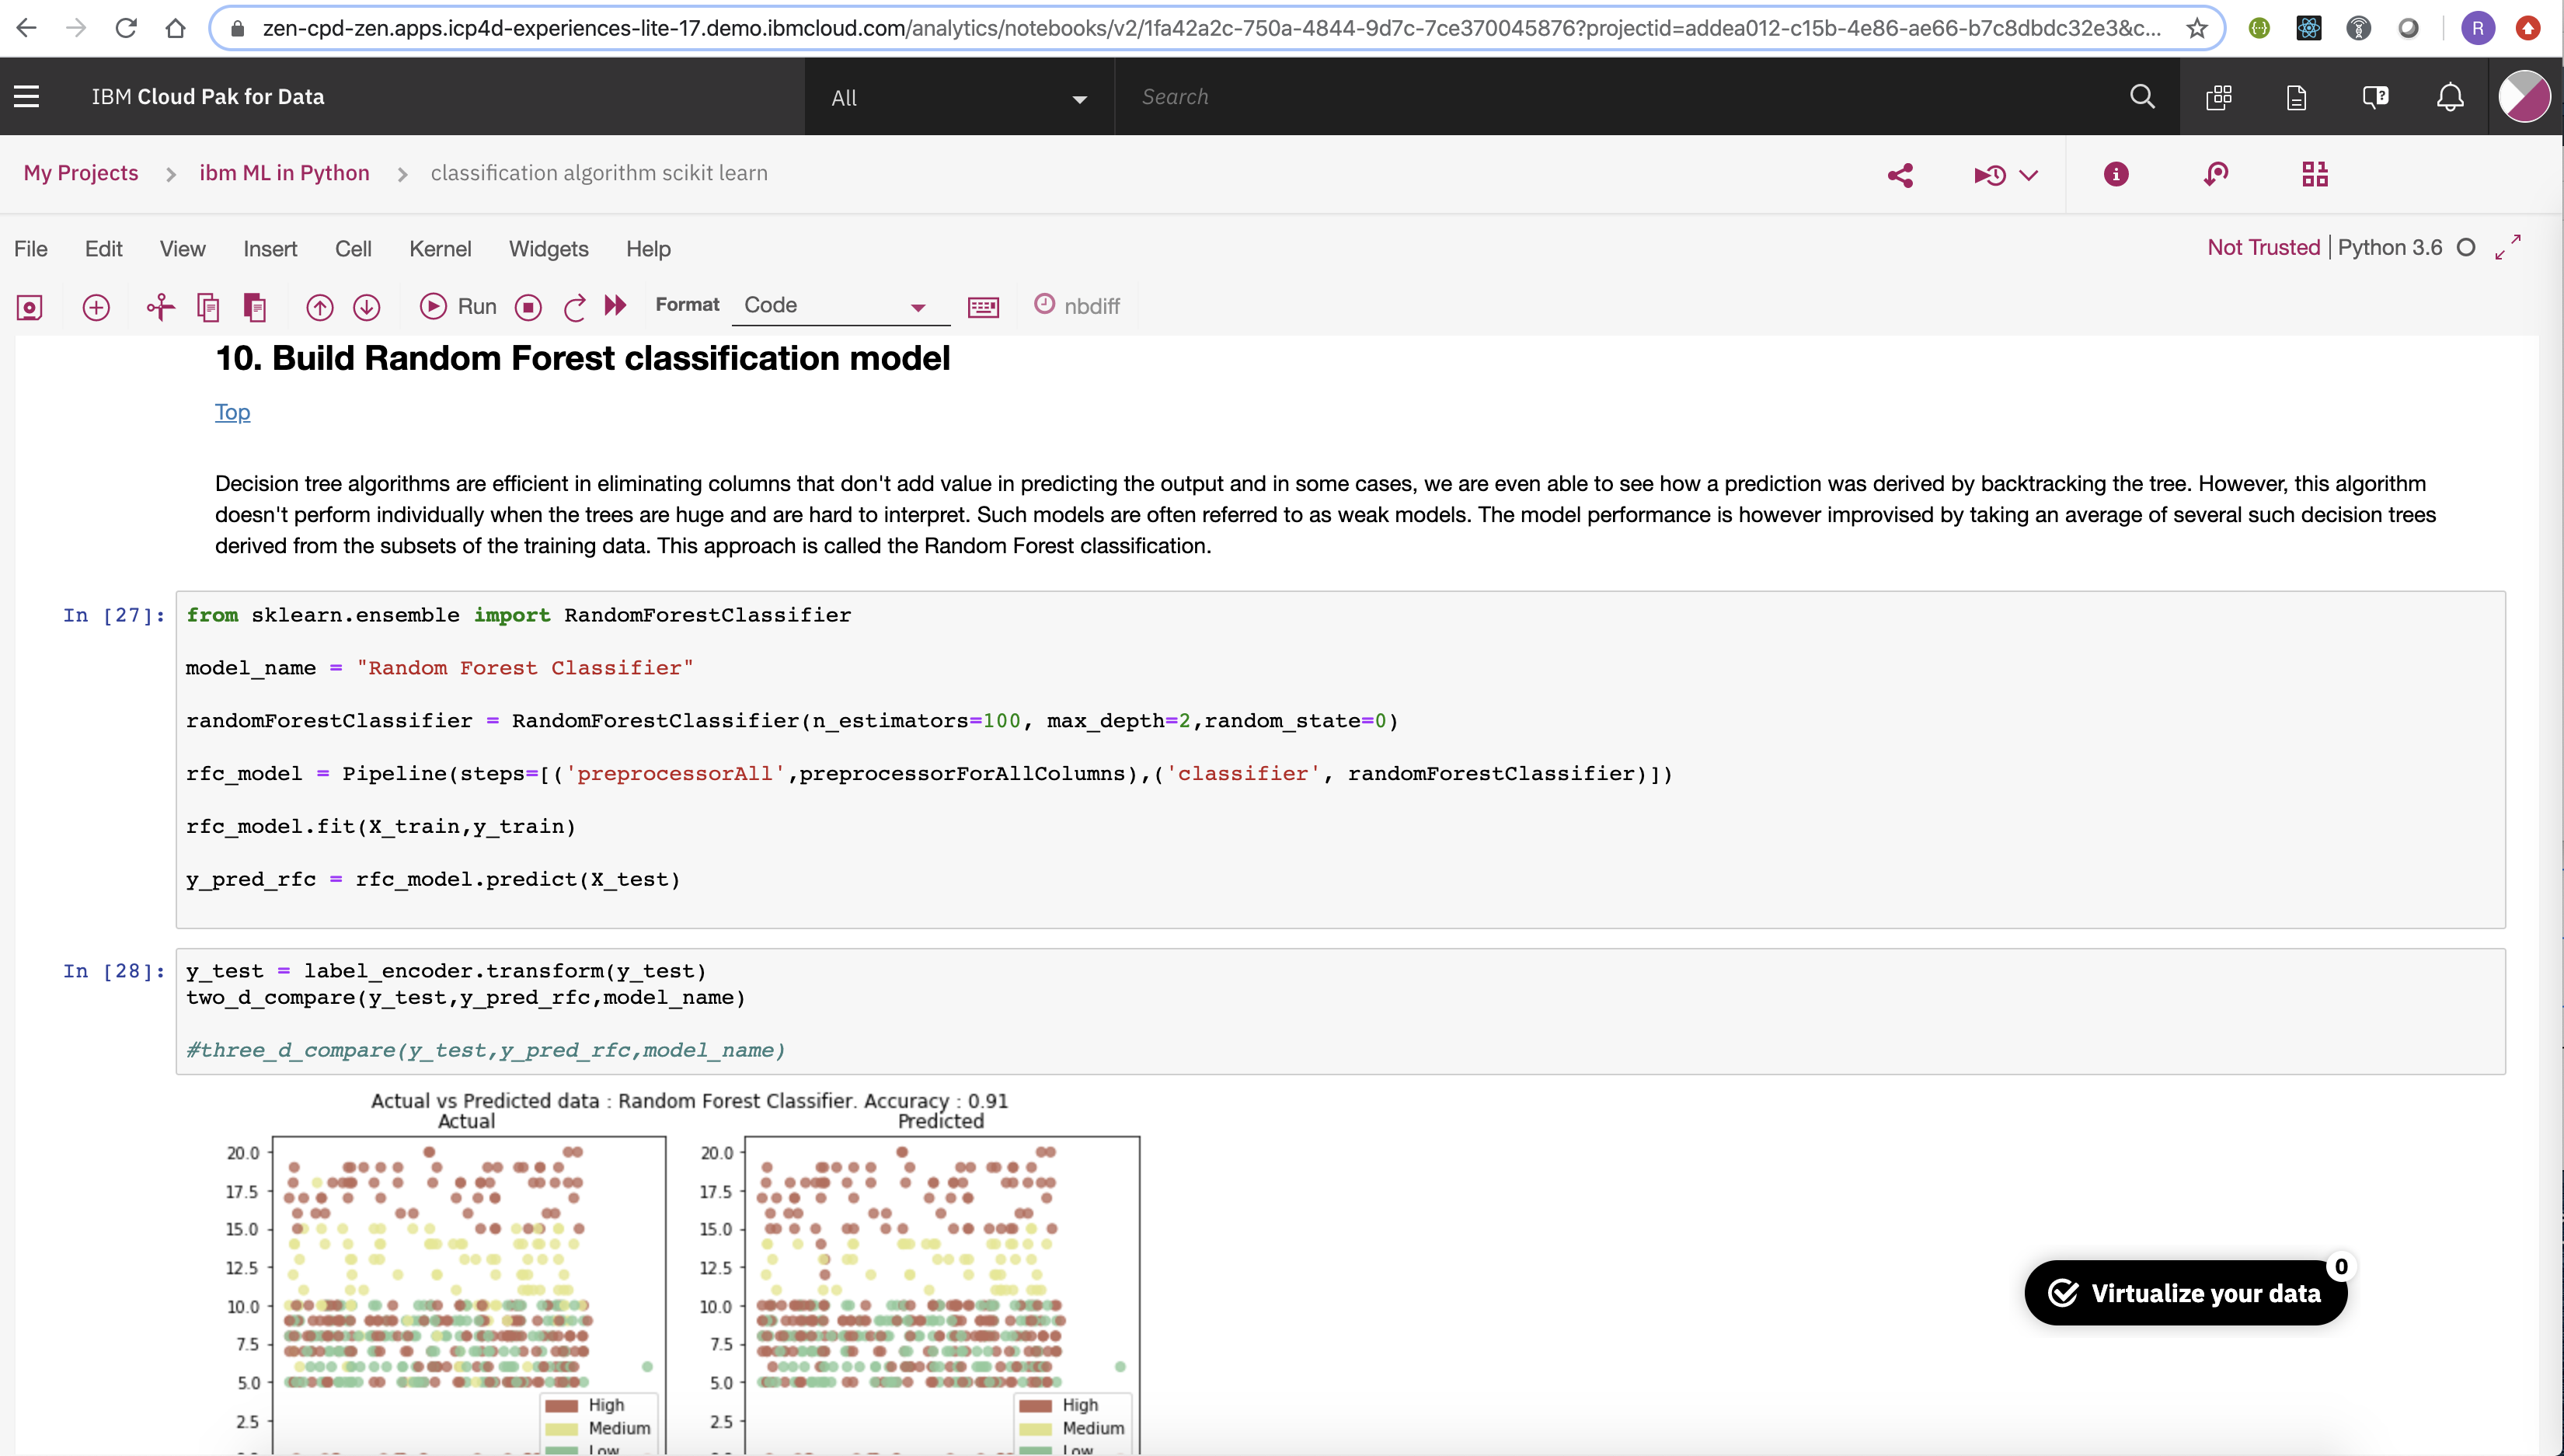 zen-cpd-zen.apps.icp4d-experiences-lite-17.demo.ibmcloud.com/analytics/notebooks/v2/1fa42a2c-750a-4844-9d7c-7ce370045876?projectid=addea012-c15b-4e86-ae66-b7c8dbdc32e3&c...
R
IBM Cloud Pak for Data
All
Search
My Projects > ibm ML in Python > classification algorithm scikit learn
File Edit View Insert Cell Kernel Widgets Help
Not Trusted | Python 3.6
Run
Format
Code
nbdiff
10. Build Random Forest classification model
Top
Decision tree algorithms are efficient in eliminating columns that don't add value in predicting the output and in some cases, we are even able to see how a prediction was derived by backtracking the tree. However, this algorithm
doesn't perform individually when the trees are huge and are hard to interpret. Such models are often referred to as weak models. The model performance is however improvised by taking an average of several such decision trees
derived from the subsets of the training data. This approach is called the Random Forest classification.
In [27]:
from sklearn.ensemble import RandomForestClassifier
model_name = "Random Forest Classifier"
randomForestClassifier = RandomForestClassifier(n_estimators=100, max_depth=2,random_state=0)
rfc_model = Pipeline(steps=[('preprocessorAll',preprocessorForAllColumns),('classifier', randomForestClassifier)])
rfc_model.fit(X_train,y_train)
y_pred_rfc = rfc_model.predict(X_test)
In [28]:
y_test = label_encoder.transform(y_test)
two_d_compare(y_test,y_pred_rfc,model_name)
#three_d_compare(y_test,y_pred_rfc,model_name)
Actual vs Predicted data : Random Forest Classifier. Accuracy : 0.91
Actual
20.0
17.5
15.0
12.5
10.0
7.5
5.0
2.5
High
Medium
Low
Predicted
20.0
17.5
15.0
12.5
10.0
7.5
5.0
2.5
High
Medium
Low
0
Virtualize your data